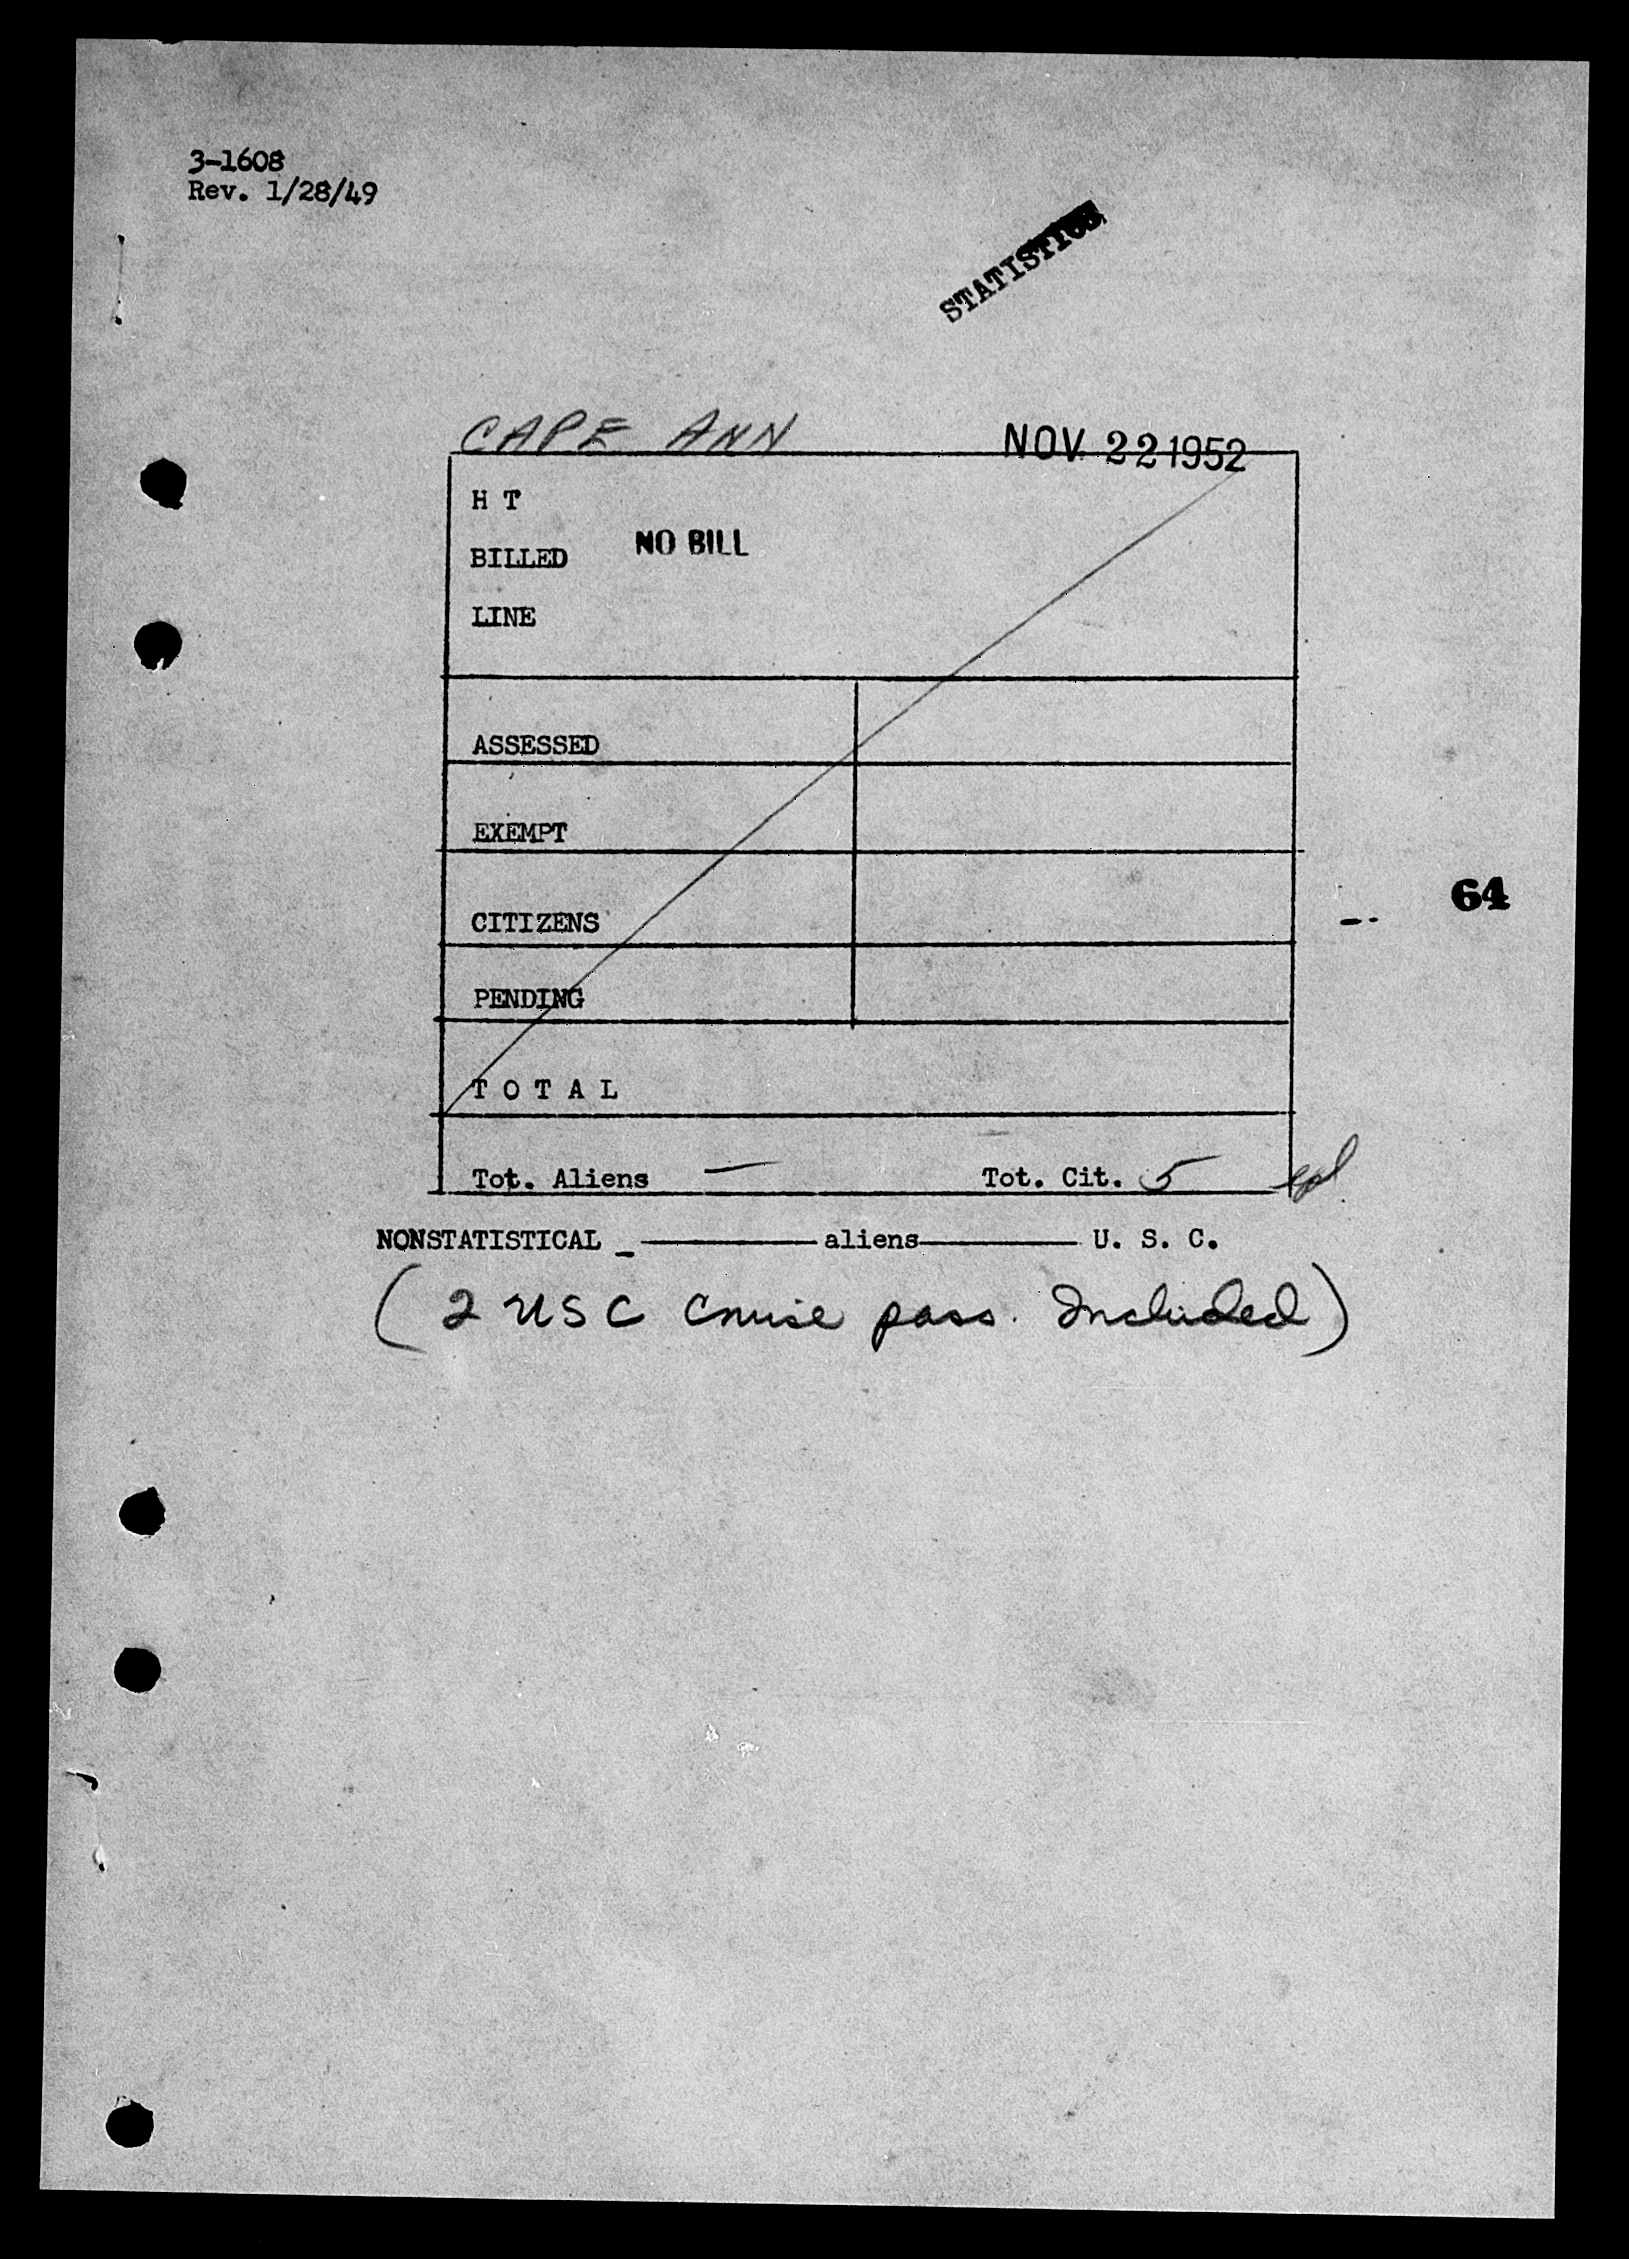 3-1608
Rev. 1/28/49
STATISTICS
CAPE ANN NOV 22 1952
H T
BILLED NO BILL
LINE
ASSESSED
EXEMPT
64
CITIZENS
PENDING
T O T A L
Tot. Aliens — Tot. Cit. 5
NONSTATISTICAL _ aliens U. S. C.
(2 USC Cruise pass. Included)